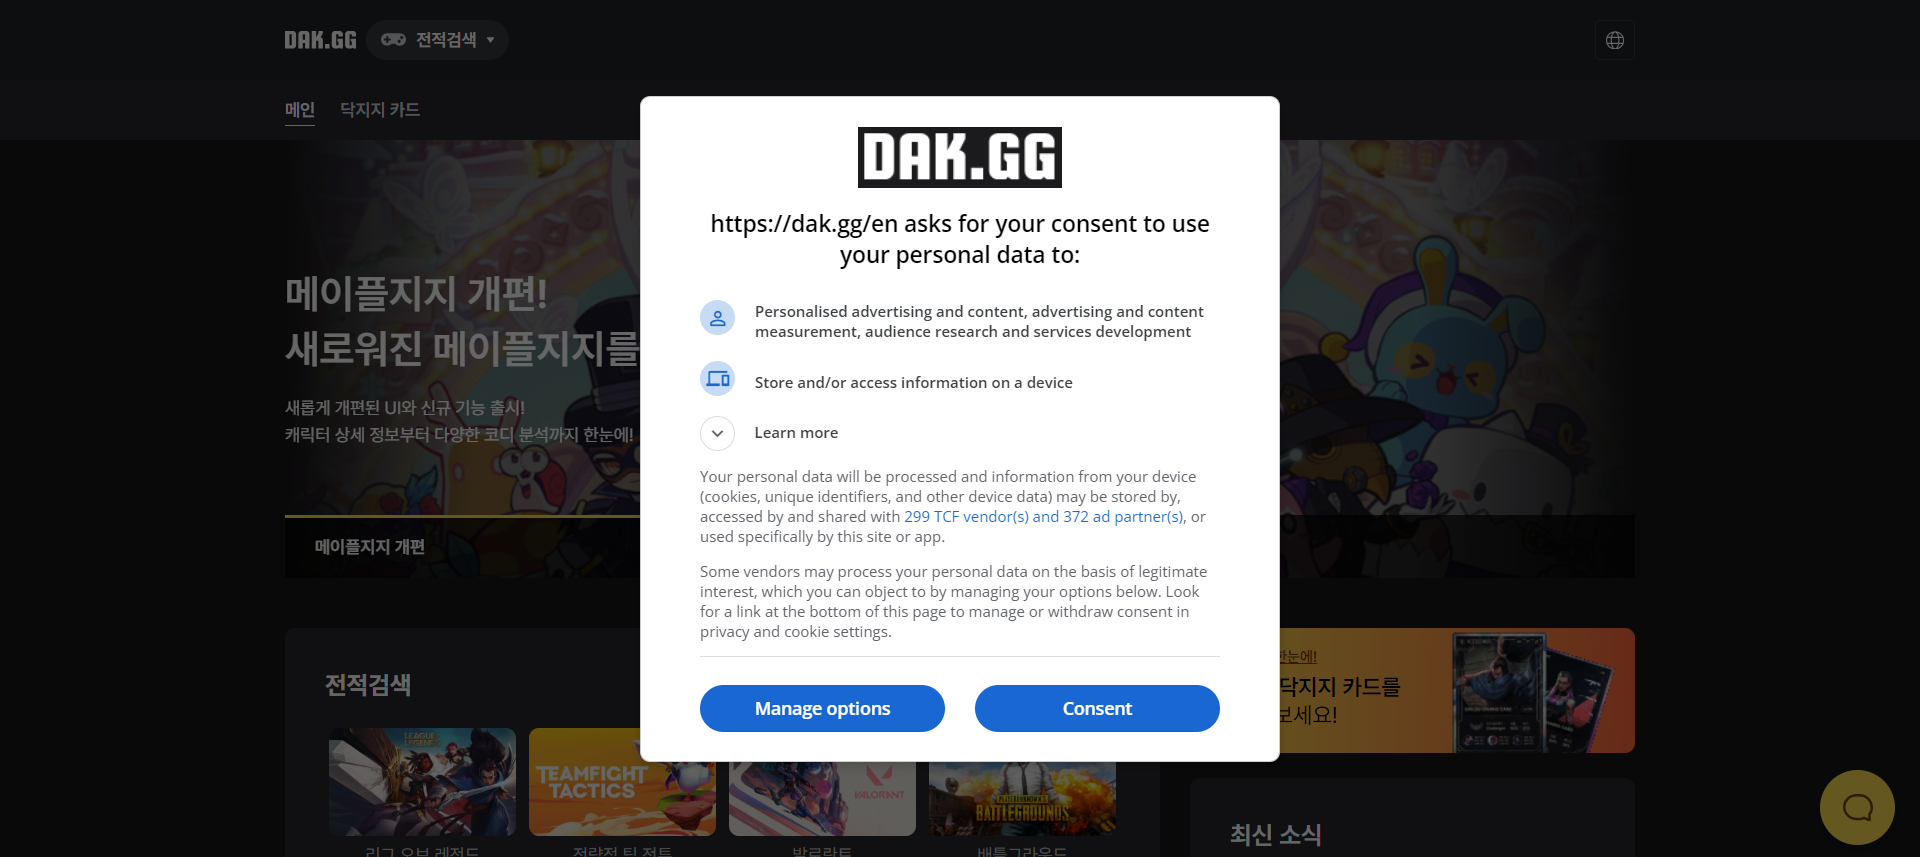 DAK.GG
전적검색
메인
닥지지 카드
메이플지지 개편!
새로워진 메이플지지를
새롭게 개편된 UI와 신규 기능 출시!
캐릭터 상세 정보부터 다양한 코디 분석까지 한눈에!
메이플지지 개편
DAK.GG
https://dak.gg/en asks for your consent to use
your personal data to:
Personalised advertising and content, advertising and content
measurement, audience research and services development
Store and/or access information on a device
Learn more
Your personal data will be processed and information from your device
(cookies, unique identifiers, and other device data) may be stored by,
accessed by and shared with 299 TCF vendor(s) and 372 ad partner(s), or
used specifically by this site or app.
Some vendors may process your personal data on the basis of legitimate
interest, which you can object to by managing your options below. Look
for a link at the bottom of this page to manage or withdraw consent in
privacy and cookie settings.
Manage options
Consent
전적검색
LEAGUE OF LEGENDS
TEAMFIGHT
TACTICS
VALORANT
BATTLEGROUNDS
리그 오브 레전드
전략적 팀 전투
발로란트
배틀그라운드
한눈에!
닥지지 카드를
보세요!
최신 소식